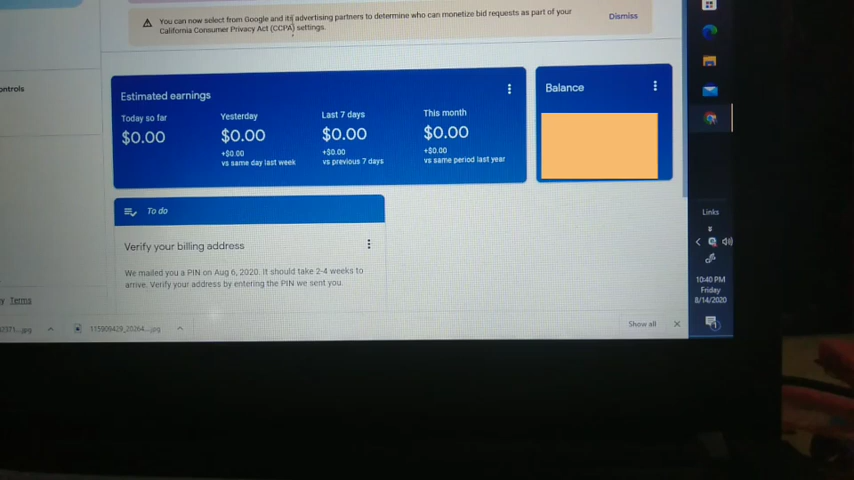 You can now select from Google and its advertising partners to determine who can monetize bid requests as part of your
California Consumer Privacy Act (CCPA) settings.
Dismiss
ontrols
Estimated earnings
Today so far
$0.00
Yesterday
$0.00
+$0.00
vs same day last week
Last 7 days
$0.00
+$0.00
vs previous 7 days
This month
$0.00
+$0.00
vs same period last year
Balance
To do
Verify your billing address
We mailed you a PIN on Aug 6, 2020. It should take 2-4 weeks to
arrive. Verify your address by entering the PIN we sent you.
y Terms
Links
10:40 PM
Friday
8/14/2020
.jpg
Show all